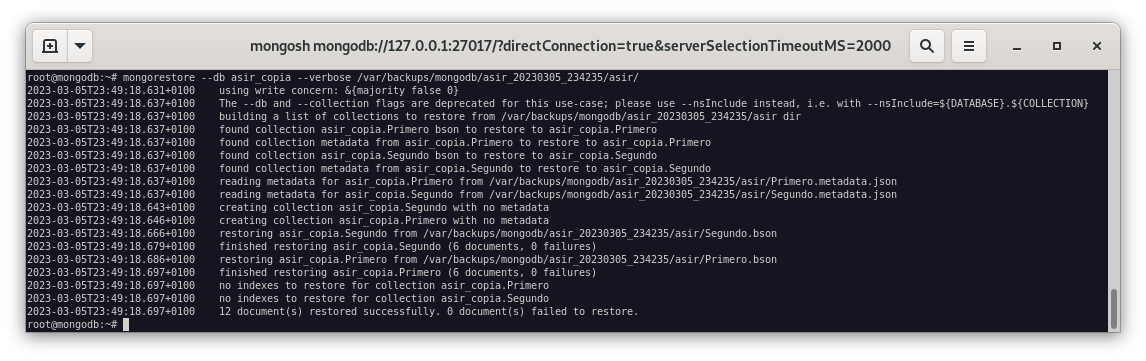 mongosh mongodb://127.0.0.1:27017/?directConnection=true&serverSelectionTimeoutMS=2000
root@mongodb:~# mongorestore --db asir_copia --verbose /var/backups/mongodb/asir_20230305_234235/asir/
2023-03-05T23:49:18.631+0100    using write concern: &{majority false 0}
2023-03-05T23:49:18.637+0100    The --db and --collection flags are deprecated for this use-case; please use --nsInclude instead, i.e. with --nsInclude=${DATABASE}.${COLLECTION}
2023-03-05T23:49:18.637+0100    building a list of collections to restore from /var/backups/mongodb/asir_20230305_234235/asir dir
2023-03-05T23:49:18.637+0100    found collection asir_copia.Primero bson to restore to asir_copia.Primero
2023-03-05T23:49:18.637+0100    found collection metadata from asir_copia.Primero to restore to asir_copia.Primero
2023-03-05T23:49:18.637+0100    found collection asir_copia.Segundo bson to restore to asir_copia.Segundo
2023-03-05T23:49:18.637+0100    found collection metadata from asir_copia.Segundo to restore to asir_copia.Segundo
2023-03-05T23:49:18.637+0100    reading metadata for asir_copia.Primero from /var/backups/mongodb/asir_20230305_234235/asir/Primero.metadata.json
2023-03-05T23:49:18.637+0100    reading metadata for asir_copia.Segundo from /var/backups/mongodb/asir_20230305_234235/asir/Segundo.metadata.json
2023-03-05T23:49:18.643+0100    creating collection asir_copia.Segundo with no metadata
2023-03-05T23:49:18.646+0100    creating collection asir_copia.Primero with no metadata
2023-03-05T23:49:18.666+0100    restoring asir_copia.Segundo from /var/backups/mongodb/asir_20230305_234235/asir/Segundo.bson
2023-03-05T23:49:18.679+0100    finished restoring asir_copia.Segundo (6 documents, 0 failures)
2023-03-05T23:49:18.686+0100    restoring asir_copia.Primero from /var/backups/mongodb/asir_20230305_234235/asir/Primero.bson
2023-03-05T23:49:18.697+0100    finished restoring asir_copia.Primero (6 documents, 0 failures)
2023-03-05T23:49:18.697+0100    no indexes to restore for collection asir_copia.Primero
2023-03-05T23:49:18.697+0100    no indexes to restore for collection asir_copia.Segundo
2023-03-05T23:49:18.697+0100    12 document(s) restored successfully. 0 document(s) failed to restore.
root@mongodb:~#